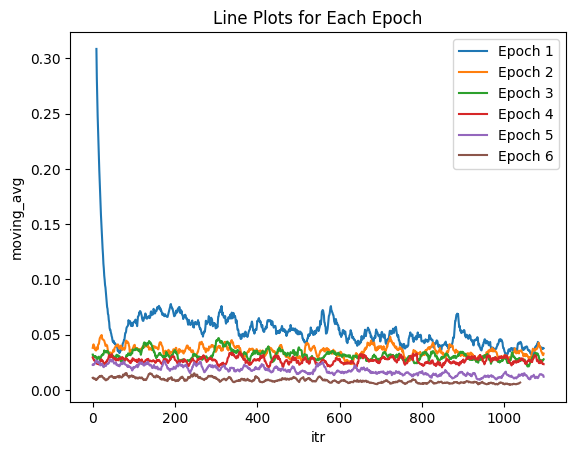 Line Plots for Each Epoch
Epoch 1
Epoch 2
Epoch 3
Epoch 4
Epoch 5
Epoch 6
moving_avg
0.30
0.25
0.20
0.15
0.10
0.05
0.00
0 200 400 600 800 1000
itr